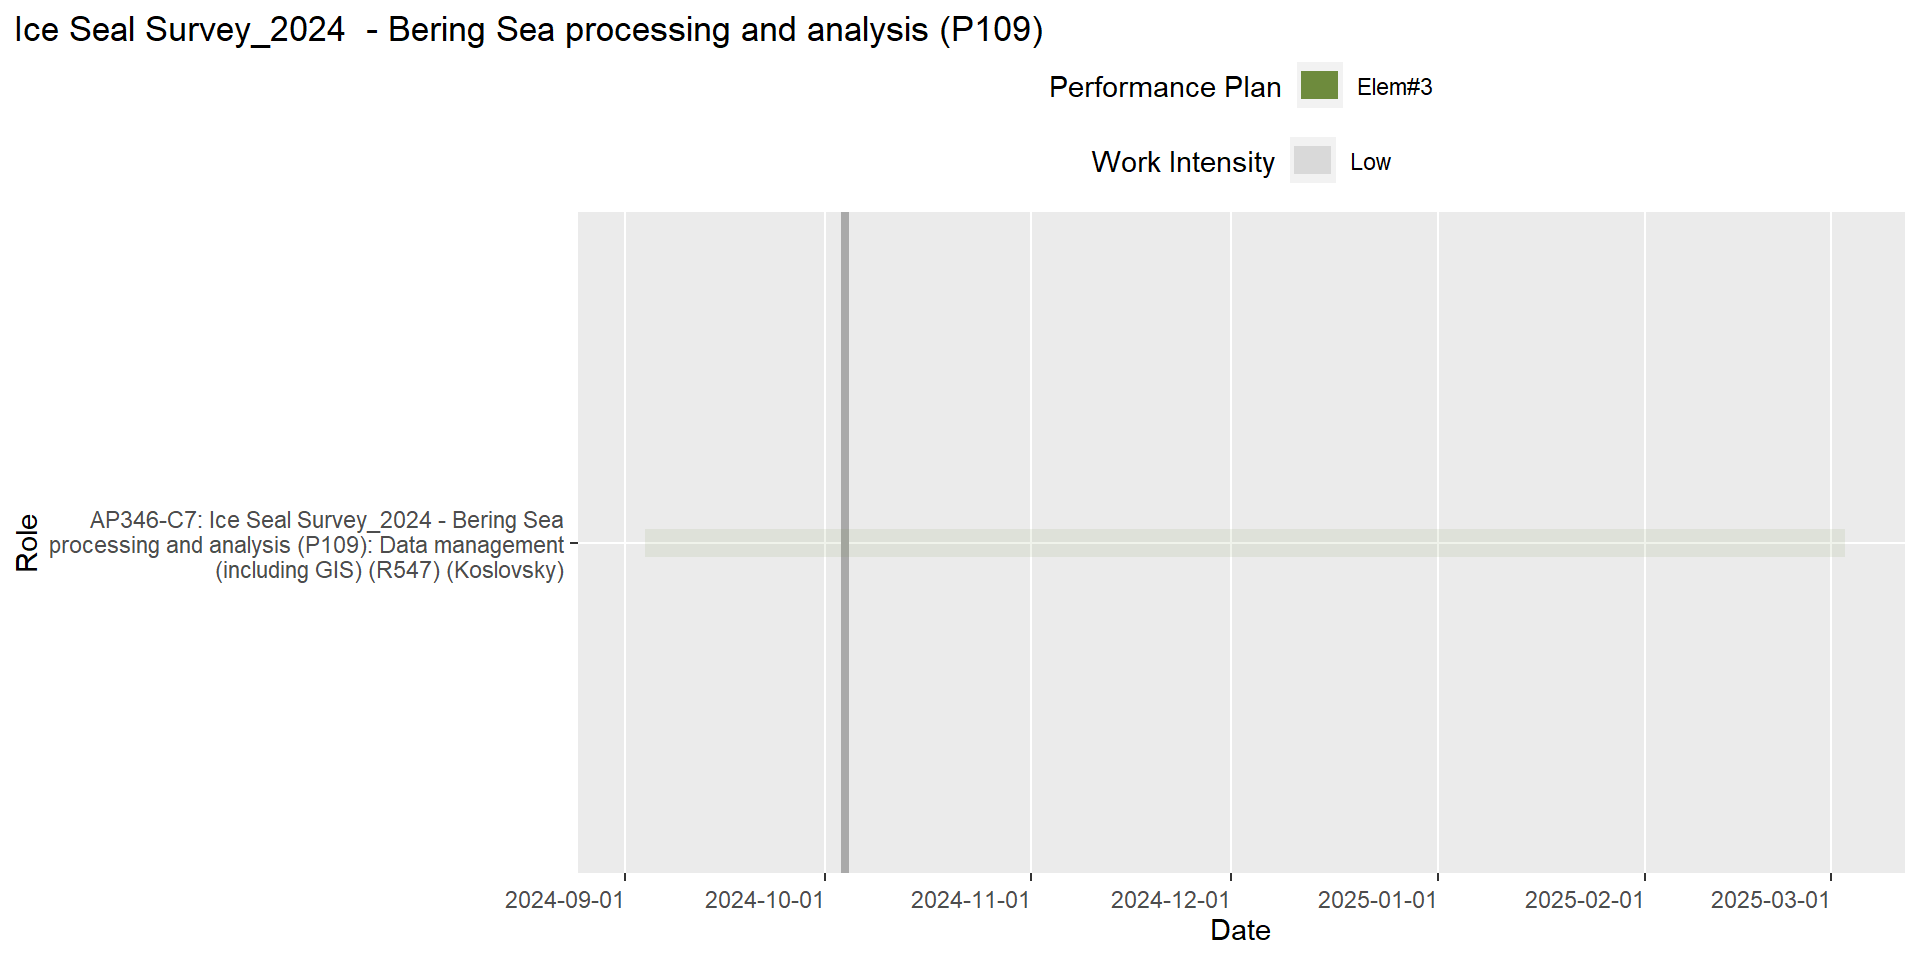 Ice Seal Survey_2024  - Bering Sea processing and analysis (P109)
Performance Plan
Elem#3
Work Intensity
Low
Role
AP346-C7: Ice Seal Survey_2024 - Bering Sea
processing and analysis (P109): Data management
(including GIS) (R547) (Koslovsky)
2024-09-01
2024-10-01
2024-11-01
2024-12-01
2025-01-01
2025-02-01
2025-03-01
Date